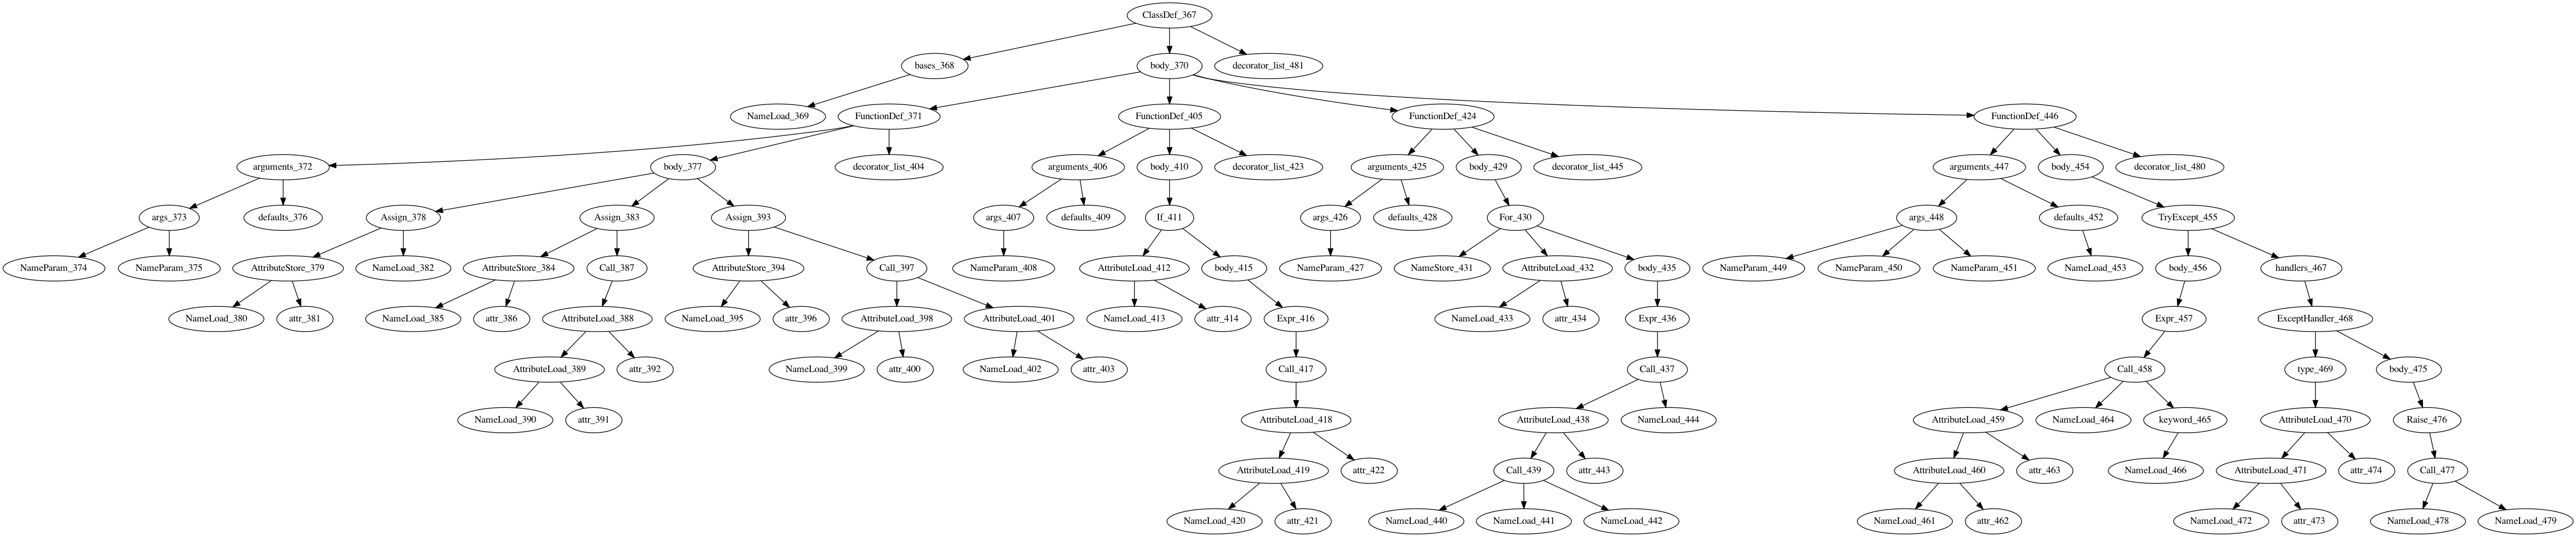 ClassDef_367
bases_368 body_370 decorator_list_481
NameLoad_369 FunctionDef_371 FunctionDef_405 FunctionDef_424 FunctionDef_446
arguments_372 body_377 decorator_list_404 arguments_406 body_410 decorator_list_423 arguments_425 body_429 decorator_list_445 arguments_447 body_454 decorator_list_480
args_373 defaults_376 Assign_378 Assign_383 Assign_393 args_407 defaults_409 If_411 args_426 defaults_428 For_430 args_448 defaults_452 TryExcept_455
NameParam_374 NameParam_375 AttributeStore_379 NameLoad_382 AttributeStore_384 Call_387 AttributeStore_394 Call_397 NameParam_408 AttributeLoad_412 body_415 NameParam_427 NameStore_431 AttributeLoad_432 body_435 NameParam_449 NameParam_450 NameParam_451 NameLoad_453 body_456 handlers_467
NameLoad_380 attr_381 NameLoad_385 attr_386 AttributeLoad_388 NameLoad_395 attr_396 AttributeLoad_398 AttributeLoad_401 NameLoad_413 attr_414 Expr_416 NameLoad_433 attr_434 Expr_436 Expr_457 ExceptHandler_468
AttributeLoad_389 attr_392 NameLoad_399 attr_400 NameLoad_402 attr_403 Call_417 Call_437 Call_458 type_469 body_475
NameLoad_390 attr_391 AttributeLoad_418 AttributeLoad_438 NameLoad_444 AttributeLoad_459 NameLoad_464 keyword_465 AttributeLoad_470 Raise_476
AttributeLoad_419 attr_422 Call_439 attr_443 AttributeLoad_460 attr_463 NameLoad_466 AttributeLoad_471 attr_474 Call_477
NameLoad_420 attr_421 NameLoad_440 NameLoad_441 NameLoad_442 NameLoad_461 attr_462 NameLoad_472 attr_473 NameLoad_478 NameLoad_479